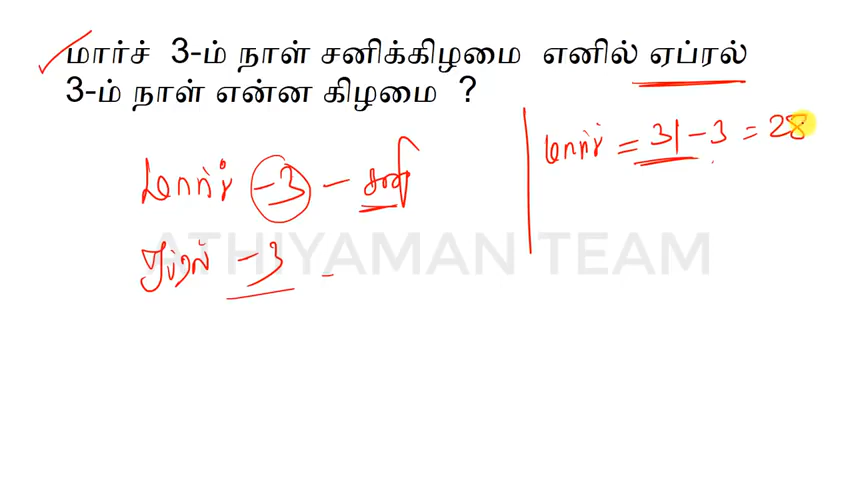 மார்ச் 3-ம் நாள் சனிக்கிழமை எனில் ஏப்ரல்
3-ம் நாள் என்ன கிழமை ?
மார்ச் = 31 - 3 = 28
மார்ச் - 3 - சனி
ஏப்ரல் - 3 -
ATHIYAMAN TEAM